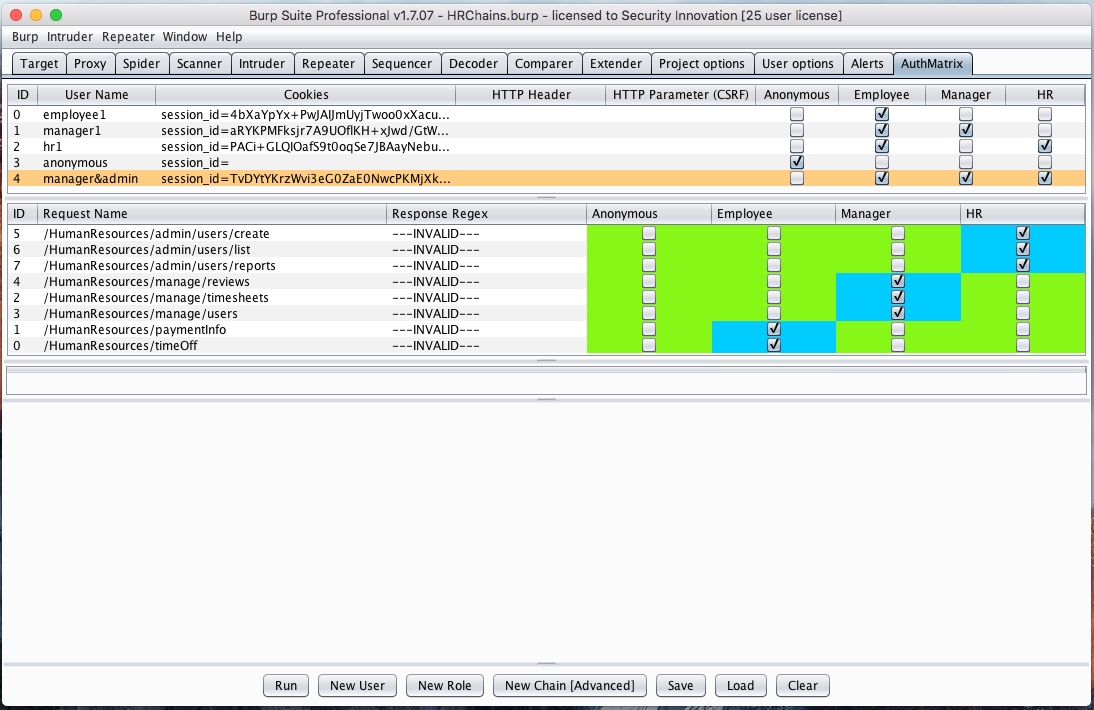 Burp Suite Professional v1.7.07 - HRChains.burp - licensed to Security Innovation [25 user license]
Burp Intruder Repeater Window Help
Target Proxy Spider Scanner Intruder Repeater Sequencer Decoder Comparer Extender Project options User options Alerts AuthMatrix
ID User Name Cookies HTTP Header HTTP Parameter (CSRF) Anonymous Employee Manager HR
0 employee1 session_id=4bXaYpYx+PwJAIJmUyjTwoo0xXacu...
1 manager1 session_id=aRYKPMFksjr7A9UOflKH+xJwd/GtW...
2 hr1 session_id=PACi+GLQIOafS9t0oqSe7JBAayNebu...
3 anonymous session_id=
4 manager&admin session_id=TvDYtYKrzWvi3eG0ZaE0NwcPKMjXk...
ID Request Name Response Regex Anonymous Employee Manager HR
5 /HumanResources/admin/users/create ---INVALID---
6 /HumanResources/admin/users/list ---INVALID---
7 /HumanResources/admin/users/reports ---INVALID---
4 /HumanResources/manage/reviews ---INVALID---
2 /HumanResources/manage/timesheets ---INVALID---
3 /HumanResources/manage/users ---INVALID---
1 /HumanResources/paymentInfo ---INVALID---
0 /HumanResources/timeOff ---INVALID---
Run New User New Role New Chain [Advanced] Save Load Clear